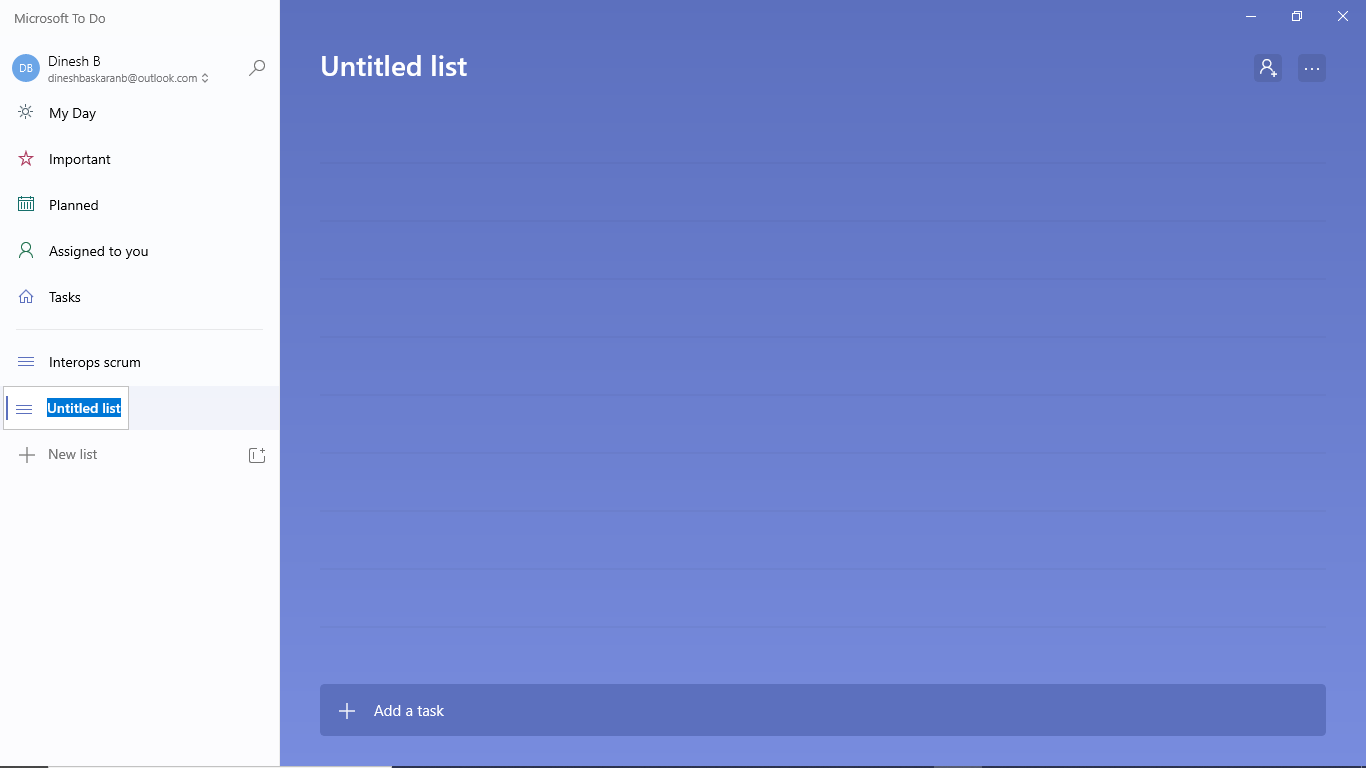 Microsoft To Do
DB
Dinesh B
dineshbaskaranb@outlook.com
My Day
Important
Planned
Assigned to you
Tasks
Interops scrum
Untitled list
New list
Untitled list
Add a task